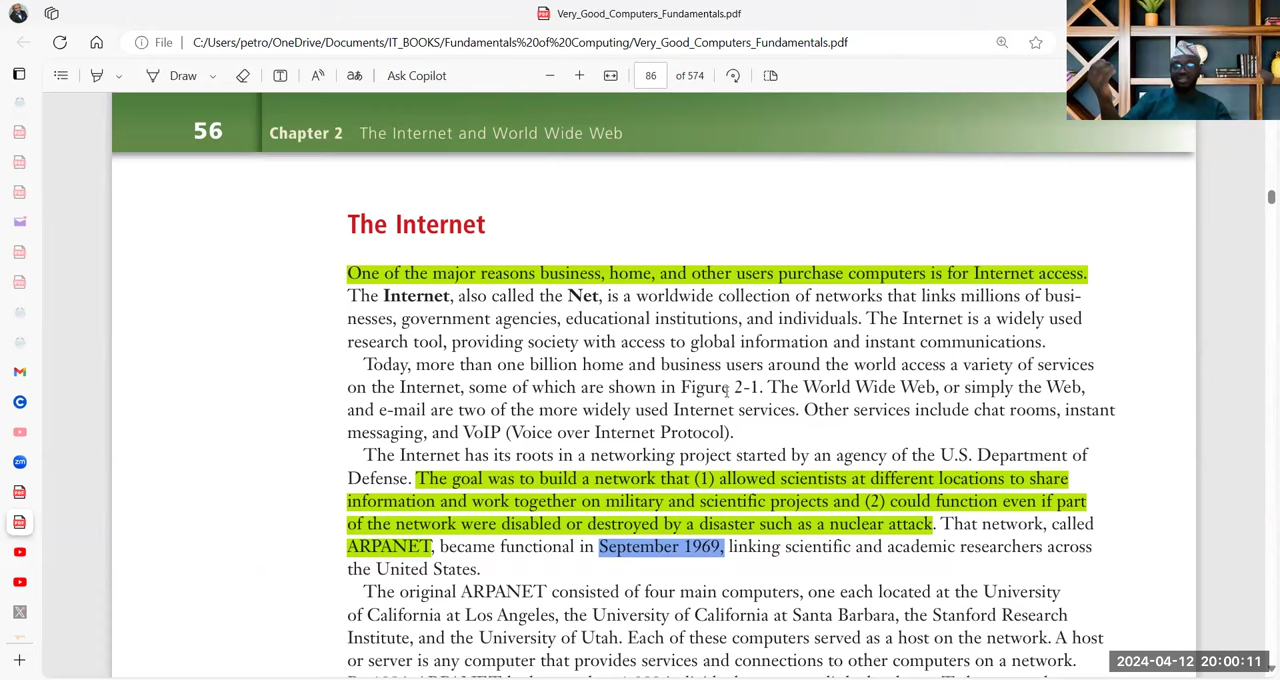 Very_Good_Computers_Fundamentals.pdf
File C:/Users/petro/OneDrive/Documents/IT_BOOKS/Fundamentals%20of%20Computing/Very_Good_Computers_Fundamentals.pdf
Draw Ask Copilot 86 of 574
56 Chapter 2 The Internet and World Wide Web
The Internet
One of the major reasons business, home, and other users purchase computers is for Internet access.
The Internet, also called the Net, is a worldwide collection of networks that links millions of busi-
nesses, government agencies, educational institutions, and individuals. The Internet is a widely used
research tool, providing society with access to global information and instant communications.
Today, more than one billion home and business users around the world access a variety of services
on the Internet, some of which are shown in Figure 2-1. The World Wide Web, or simply the Web,
and e-mail are two of the more widely used Internet services. Other services include chat rooms, instant
messaging, and VoIP (Voice over Internet Protocol).
The Internet has its roots in a networking project started by an agency of the U.S. Department of
Defense. The goal was to build a network that (1) allowed scientists at different locations to share
information and work together on military and scientific projects and (2) could function even if part
of the network were disabled or destroyed by a disaster such as a nuclear attack. That network, called
ARPANET, became functional in September 1969, linking scientific and academic researchers across
the United States.
The original ARPANET consisted of four main computers, one each located at the University
of California at Los Angeles, the University of California at Santa Barbara, the Stanford Research
Institute, and the University of Utah. Each of these computers served as a host on the network. A host
or server is any computer that provides services and connections to other computers on a network.
2024-04-12 20:00:11